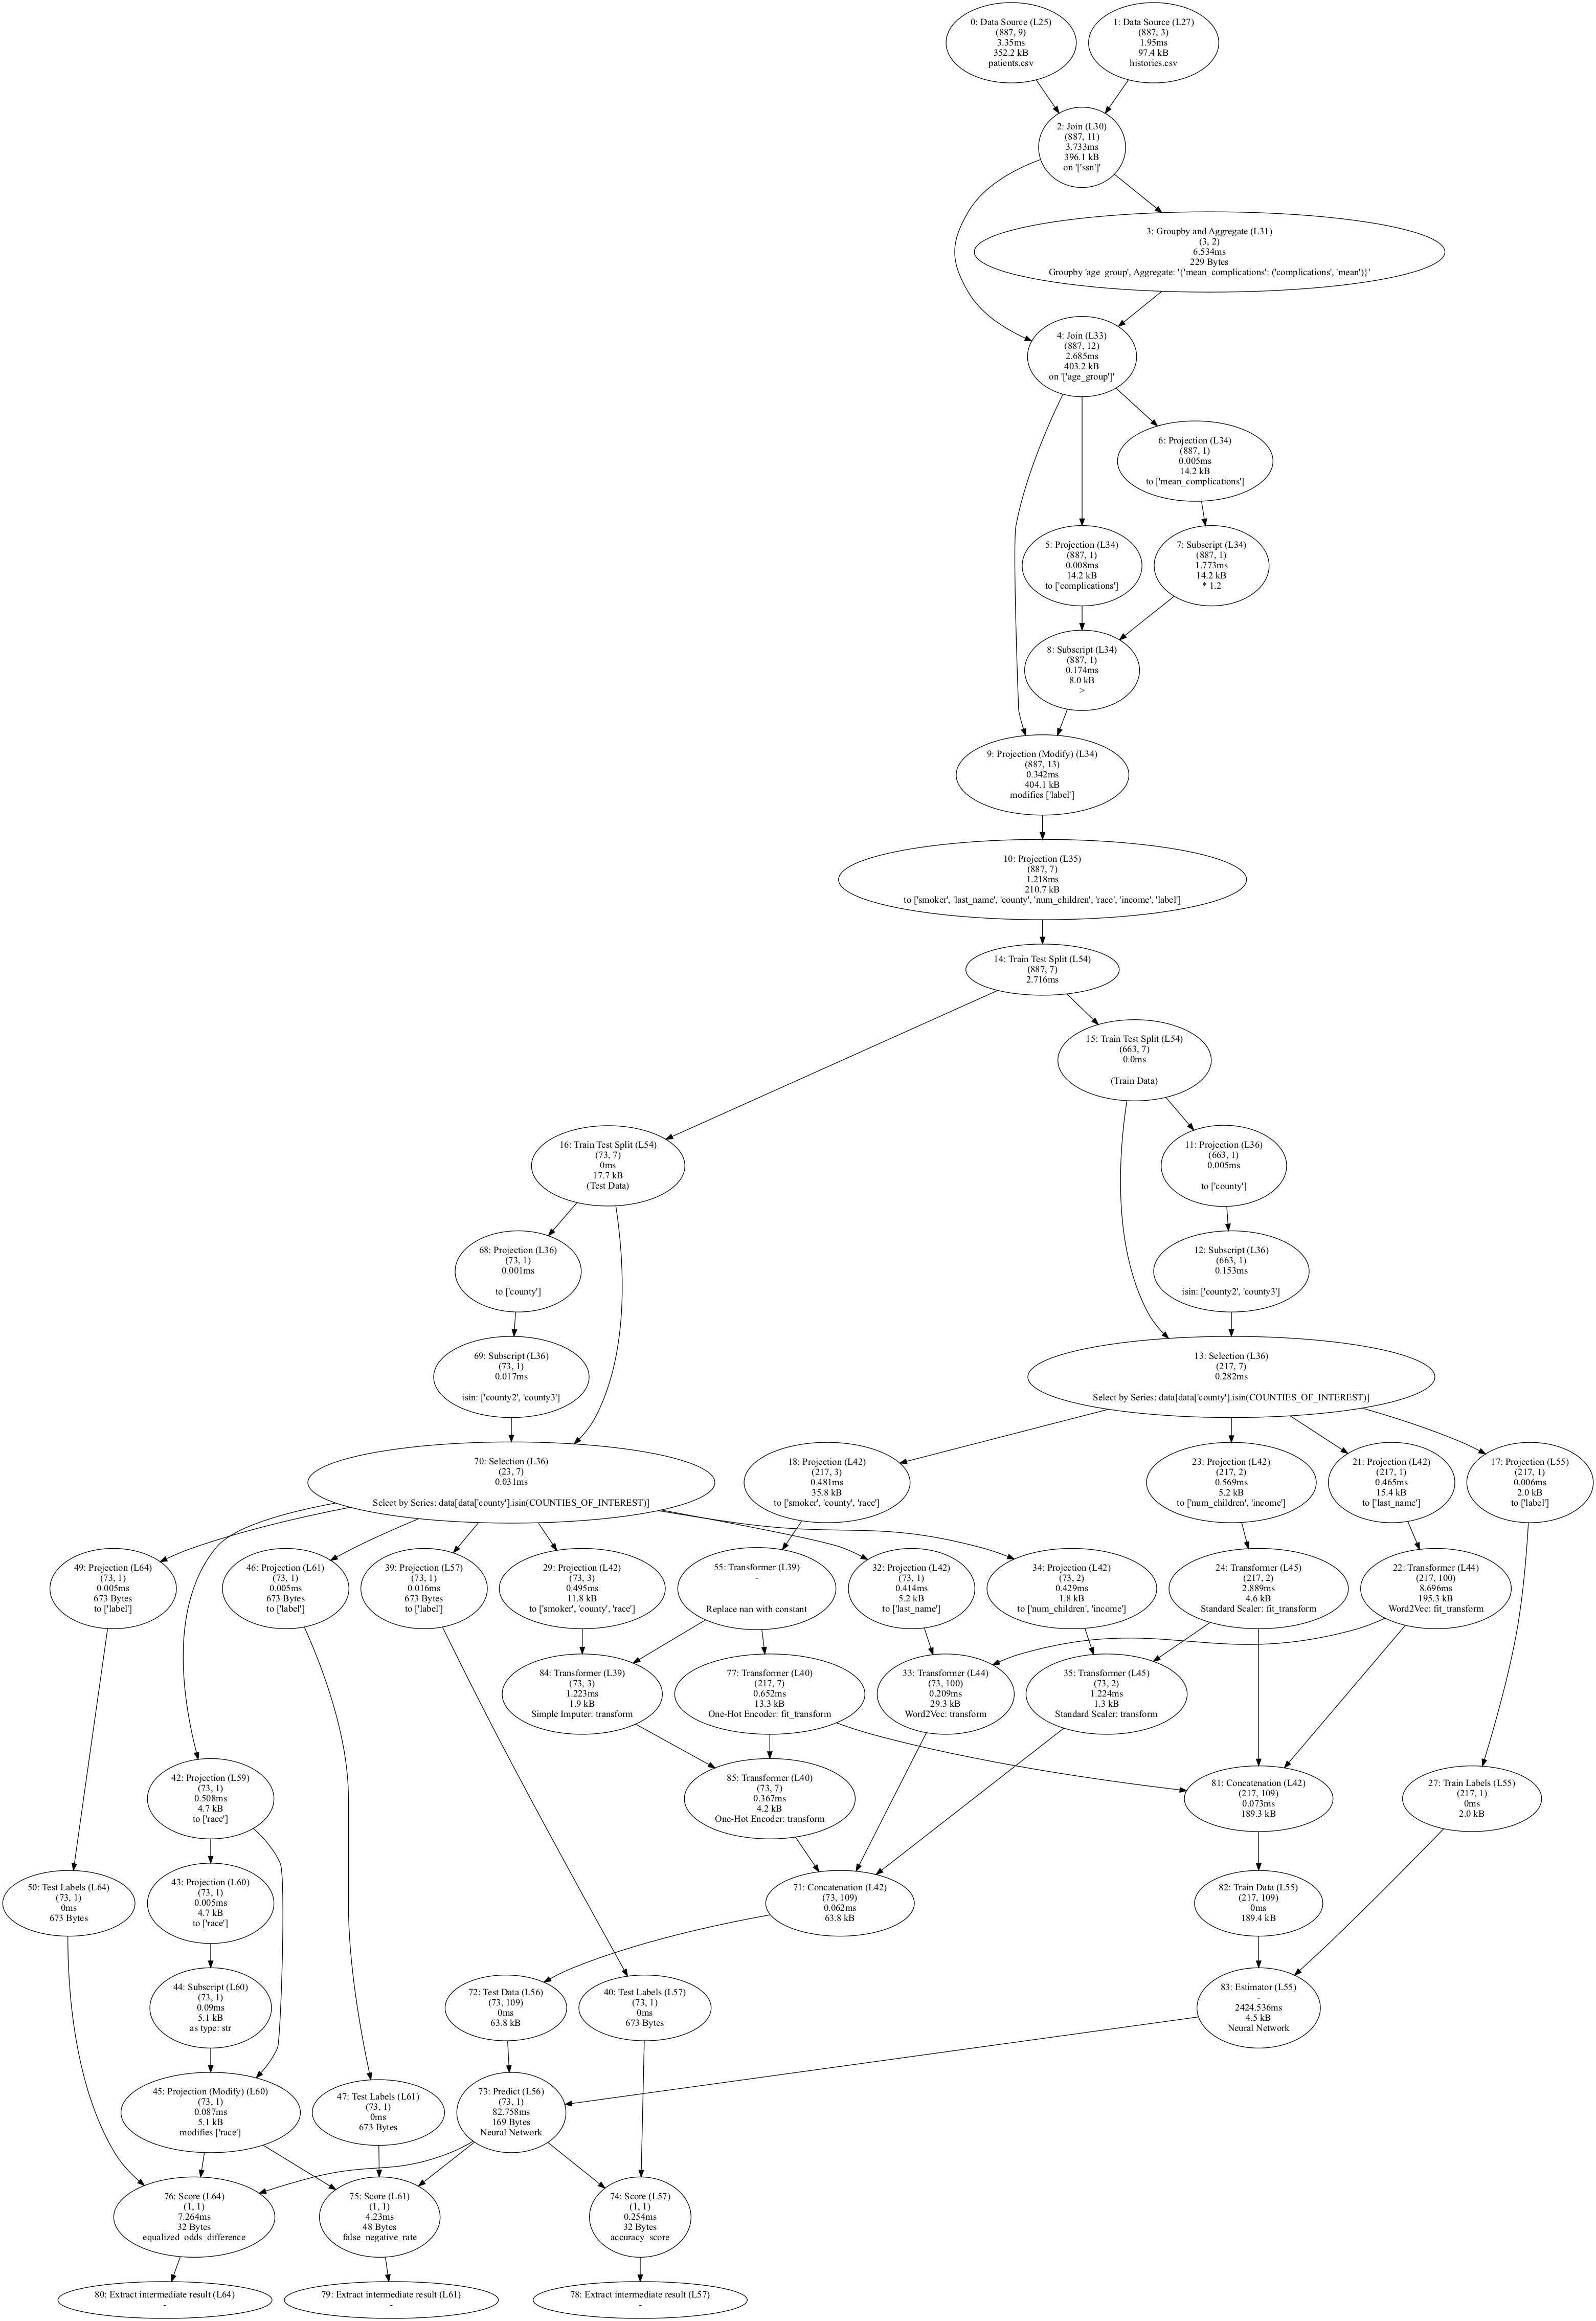 0: Data Source (L25)
(887, 9)
3.35ms
352.2 kB
patients.csv
1: Data Source (L27)
(887, 3)
1.95ms
97.4 kB
histories.csv
2: Join (L30)
(887, 11)
3.733ms
396.1 kB
on '['ssn']'
3: Groupby and Aggregate (L31)
(3, 2)
6.534ms
229 Bytes
Groupby 'age_group', Aggregate: '{'mean_complications': ('complications', 'mean')}'
4: Join (L33)
(887, 12)
2.685ms
403.2 kB
on '['age_group']'
6: Projection (L34)
(887, 1)
0.005ms
14.2 kB
to ['mean_complications']
5: Projection (L34)
(887, 1)
0.008ms
14.2 kB
to ['complications']
7: Subscript (L34)
(887, 1)
1.773ms
14.2 kB
* 1.2
8: Subscript (L34)
(887, 1)
0.174ms
8.0 kB
>
9: Projection (Modify) (L34)
(887, 13)
0.342ms
404.1 kB
modifies ['label']
10: Projection (L35)
(887, 7)
1.218ms
210.7 kB
to ['smoker', 'last_name', 'county', 'num_children', 'race', 'income', 'label']
14: Train Test Split (L54)
(887, 7)
2.716ms
15: Train Test Split (L54)
(663, 7)
0.0ms
(Train Data)
16: Train Test Split (L54)
(73, 7)
0ms
17.7 kB
(Test Data)
11: Projection (L36)
(663, 1)
0.005ms
to ['county']
68: Projection (L36)
(73, 1)
0.001ms
to ['county']
12: Subscript (L36)
(663, 1)
0.153ms
isin: ['county2', 'county3']
69: Subscript (L36)
(73, 1)
0.017ms
isin: ['county2', 'county3']
13: Selection (L36)
(217, 7)
0.282ms
Select by Series: data[data['county'].isin(COUNTIES_OF_INTEREST)]
70: Selection (L36)
(23, 7)
0.031ms
Select by Series: data[data['county'].isin(COUNTIES_OF_INTEREST)]
18: Projection (L42)
(217, 3)
0.481ms
35.8 kB
to ['smoker', 'county', 'race']
23: Projection (L42)
(217, 2)
0.569ms
5.2 kB
to ['num_children', 'income']
21: Projection (L42)
(217, 1)
0.465ms
15.4 kB
to ['last_name']
17: Projection (L55)
(217, 1)
0.006ms
2.0 kB
to ['label']
49: Projection (L64)
(73, 1)
0.005ms
673 Bytes
to ['label']
46: Projection (L61)
(73, 1)
0.005ms
673 Bytes
to ['label']
39: Projection (L57)
(73, 1)
0.016ms
673 Bytes
to ['label']
29: Projection (L42)
(73, 3)
0.495ms
11.8 kB
to ['smoker', 'county', 'race']
55: Transformer (L39)
-
Replace nan with constant
32: Projection (L42)
(73, 1)
0.414ms
5.2 kB
to ['last_name']
34: Projection (L42)
(73, 2)
0.429ms
1.8 kB
to ['num_children', 'income']
24: Transformer (L45)
(217, 2)
2.889ms
4.6 kB
Standard Scaler: fit_transform
22: Transformer (L44)
(217, 100)
8.696ms
195.3 kB
Word2Vec: fit_transform
84: Transformer (L39)
(73, 3)
1.223ms
1.9 kB
Simple Imputer: transform
77: Transformer (L40)
(217, 7)
0.652ms
13.3 kB
One-Hot Encoder: fit_transform
33: Transformer (L44)
(73, 100)
0.209ms
29.3 kB
Word2Vec: transform
35: Transformer (L45)
(73, 2)
1.224ms
1.3 kB
Standard Scaler: transform
42: Projection (L59)
(73, 1)
0.508ms
4.7 kB
to ['race']
85: Transformer (L40)
(73, 7)
0.367ms
4.2 kB
One-Hot Encoder: transform
81: Concatenation (L42)
(217, 109)
0.073ms
189.3 kB
27: Train Labels (L55)
(217, 1)
0ms
2.0 kB
50: Test Labels (L64)
(73, 1)
0ms
673 Bytes
43: Projection (L60)
(73, 1)
0.005ms
4.7 kB
to ['race']
71: Concatenation (L42)
(73, 109)
0.062ms
63.8 kB
82: Train Data (L55)
(217, 109)
0ms
189.4 kB
44: Subscript (L60)
(73, 1)
0.09ms
5.1 kB
as type: str
72: Test Data (L56)
(73, 109)
0ms
63.8 kB
40: Test Labels (L57)
(73, 1)
0ms
673 Bytes
83: Estimator (L55)
-
2424.536ms
4.5 kB
Neural Network
45: Projection (Modify) (L60)
(73, 1)
0.087ms
5.1 kB
modifies ['race']
47: Test Labels (L61)
(73, 1)
0ms
673 Bytes
73: Predict (L56)
(73, 1)
82.758ms
169 Bytes
Neural Network
76: Score (L64)
(1, 1)
7.264ms
32 Bytes
equalized_odds_difference
75: Score (L61)
(1, 1)
4.23ms
48 Bytes
false_negative_rate
74: Score (L57)
(1, 1)
0.254ms
32 Bytes
accuracy_score
80: Extract intermediate result (L64)
-
79: Extract intermediate result (L61)
-
78: Extract intermediate result (L57)
-